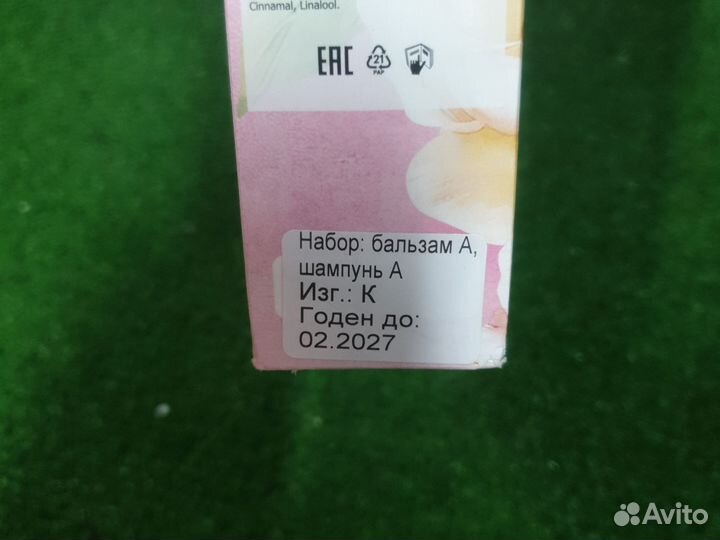 Cinnamal, Linalool.
EAC
21
PAP
Набор: бальзам А,
шампунь А
Изг.: К
Годен до:
02.2027
Avito